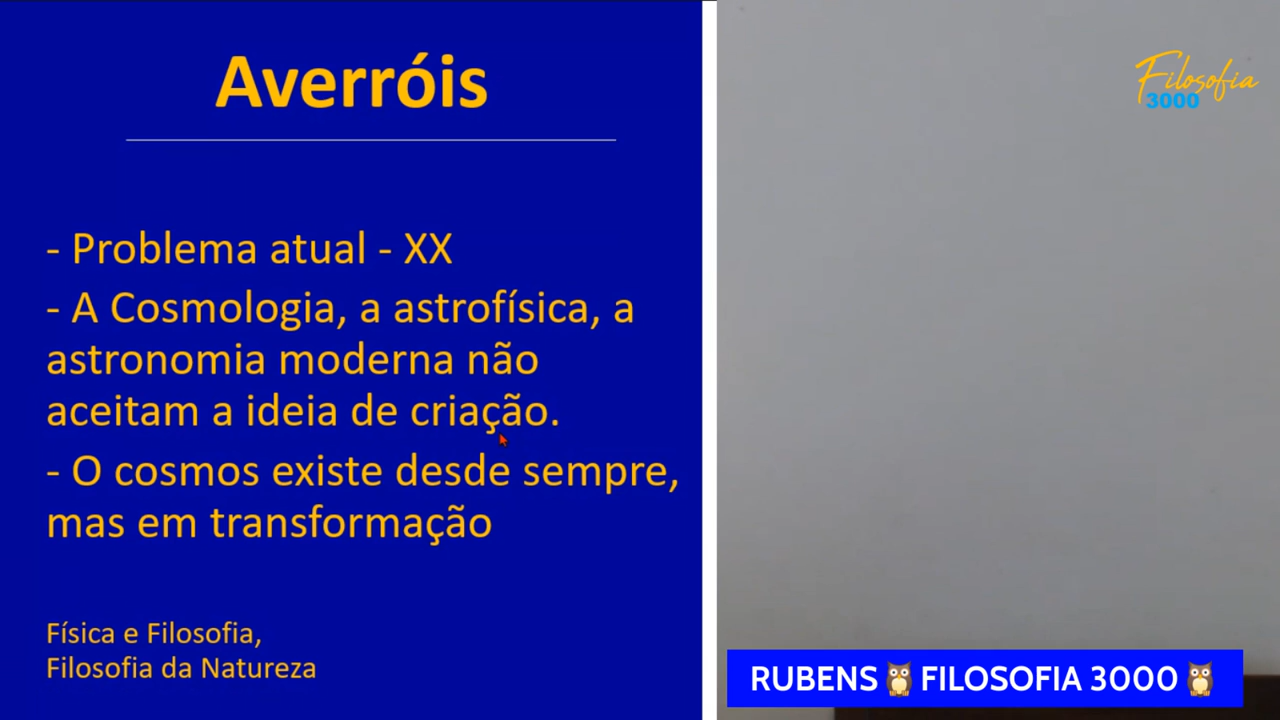 Averróis
- Problema atual - XX
- A Cosmologia, a astrofísica, a
astronomia moderna não
aceitam a ideia de criação.
- O cosmos existe desde sempre,
mas em transformação
Física e Filosofia,
Filosofia da Natureza
Filosofia
3000
RUBENS🦉FILOSOFIA 3000🦉